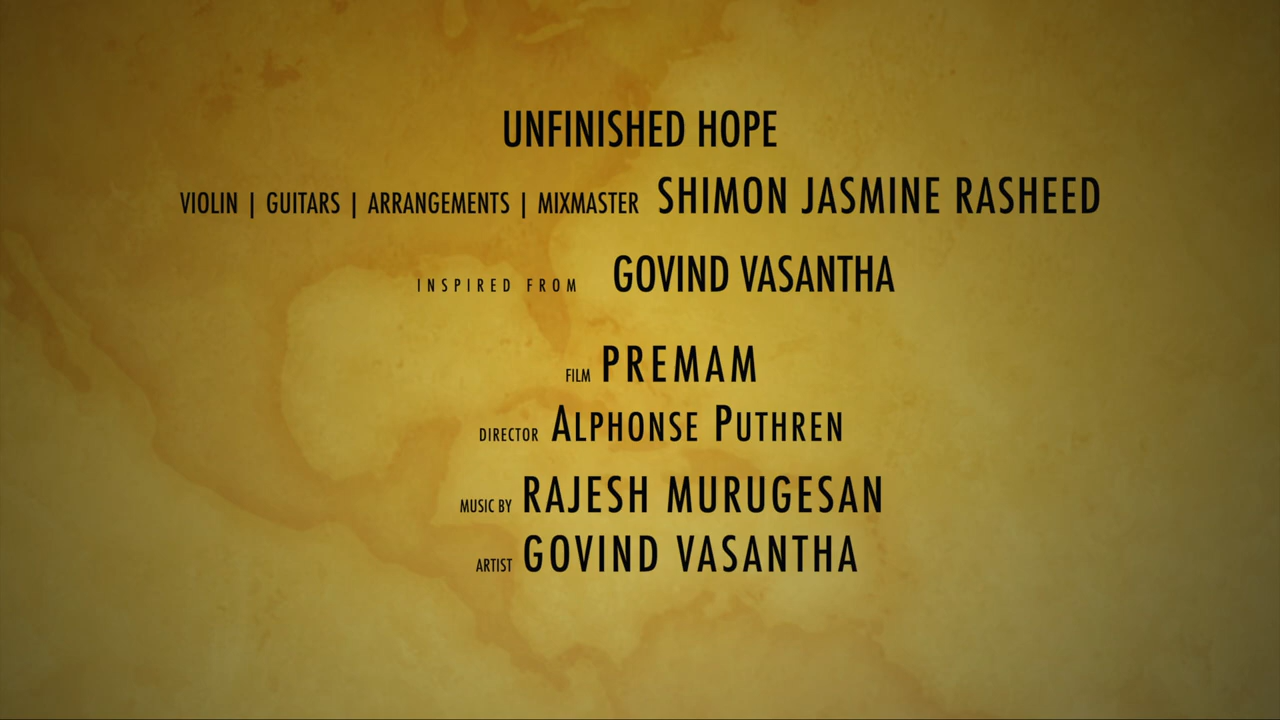 UNFINISHED HOPE
VIOLIN | GUITARS | ARRANGEMENTS | MIXMASTER SHIMON JASMINE RASHEED
INSPIRED FROM GOVIND VASANTHA
FILM PREMAM
DIRECTOR ALPHONSE PUTHREN
MUSIC BY RAJESH MURUGESAN
ARTIST GOVIND VASANTHA